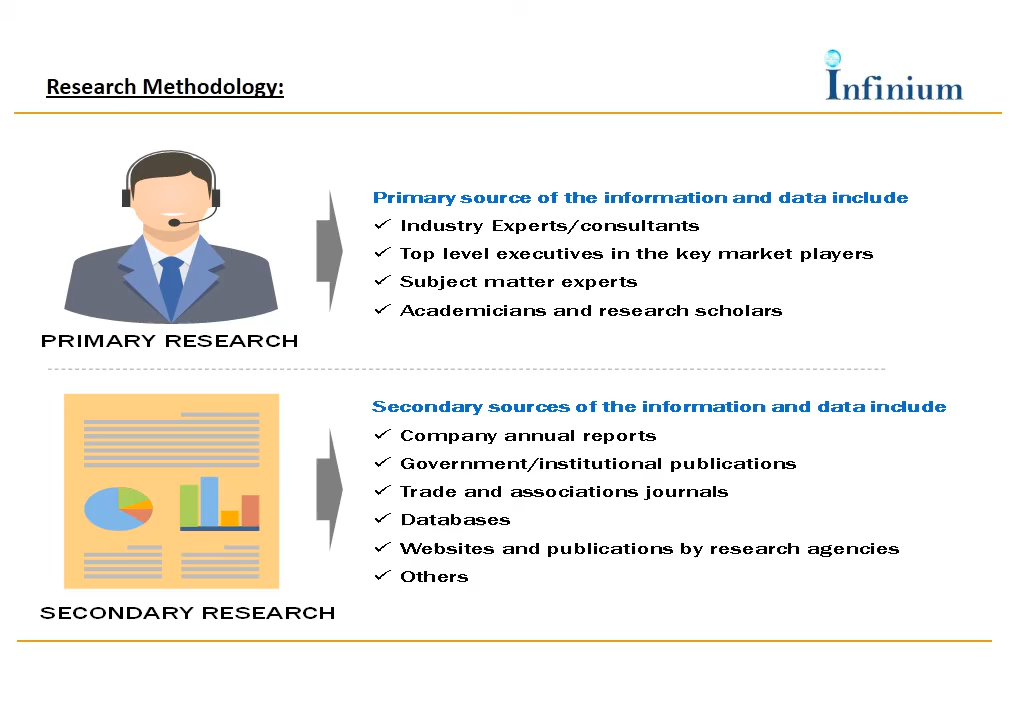 Research Methodology:
Infinium
Primary source of the information and data include
✓ Industry Experts/consultants
✓ Top level executives in the key market players
✓ Subject matter experts
✓ Academicians and research scholars
PRIMARY RESEARCH
Secondary sources of the information and data include
✓ Company annual reports
✓ Government/institutional publications
✓ Trade and associations journals
✓ Databases
✓ Websites and publications by research agencies
✓ Others
SECONDARY RESEARCH